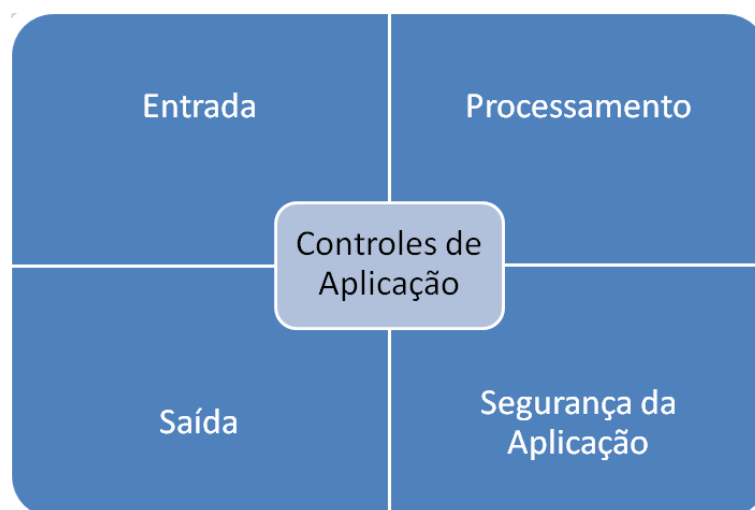 Entrada
Processamento
Controles de
Aplicação
Saída
Segurança da
Aplicação